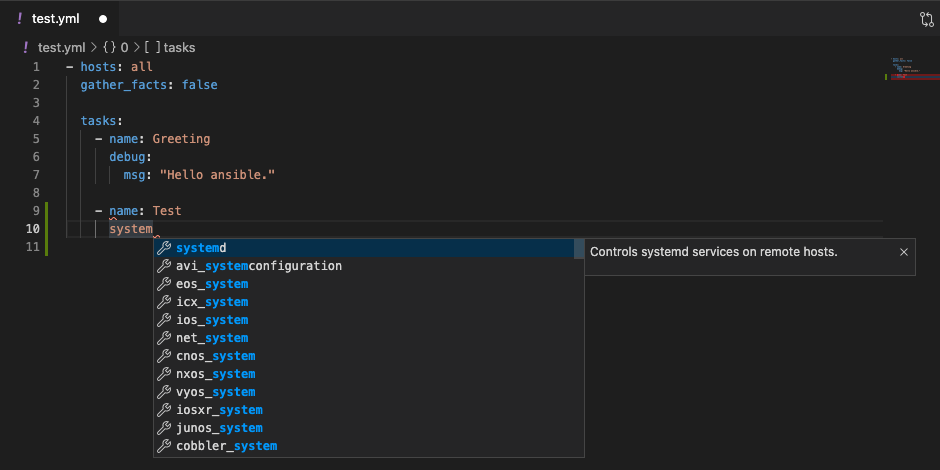 ! test.yml ●
! test.yml > {} 0 > [ ] tasks
1 - hosts: all
2 gather_facts: false
3
4 tasks:
5 - name: Greeting
6 debug:
7 msg: "Hello ansible."
8
9 - name: Test
10 system
11
systemd
Controls systemd services on remote hosts. ×
avi_systemconfiguration
eos_system
icx_system
ios_system
net_system
cnos_system
nxos_system
vyos_system
iosxr_system
junos_system
cobbler_system